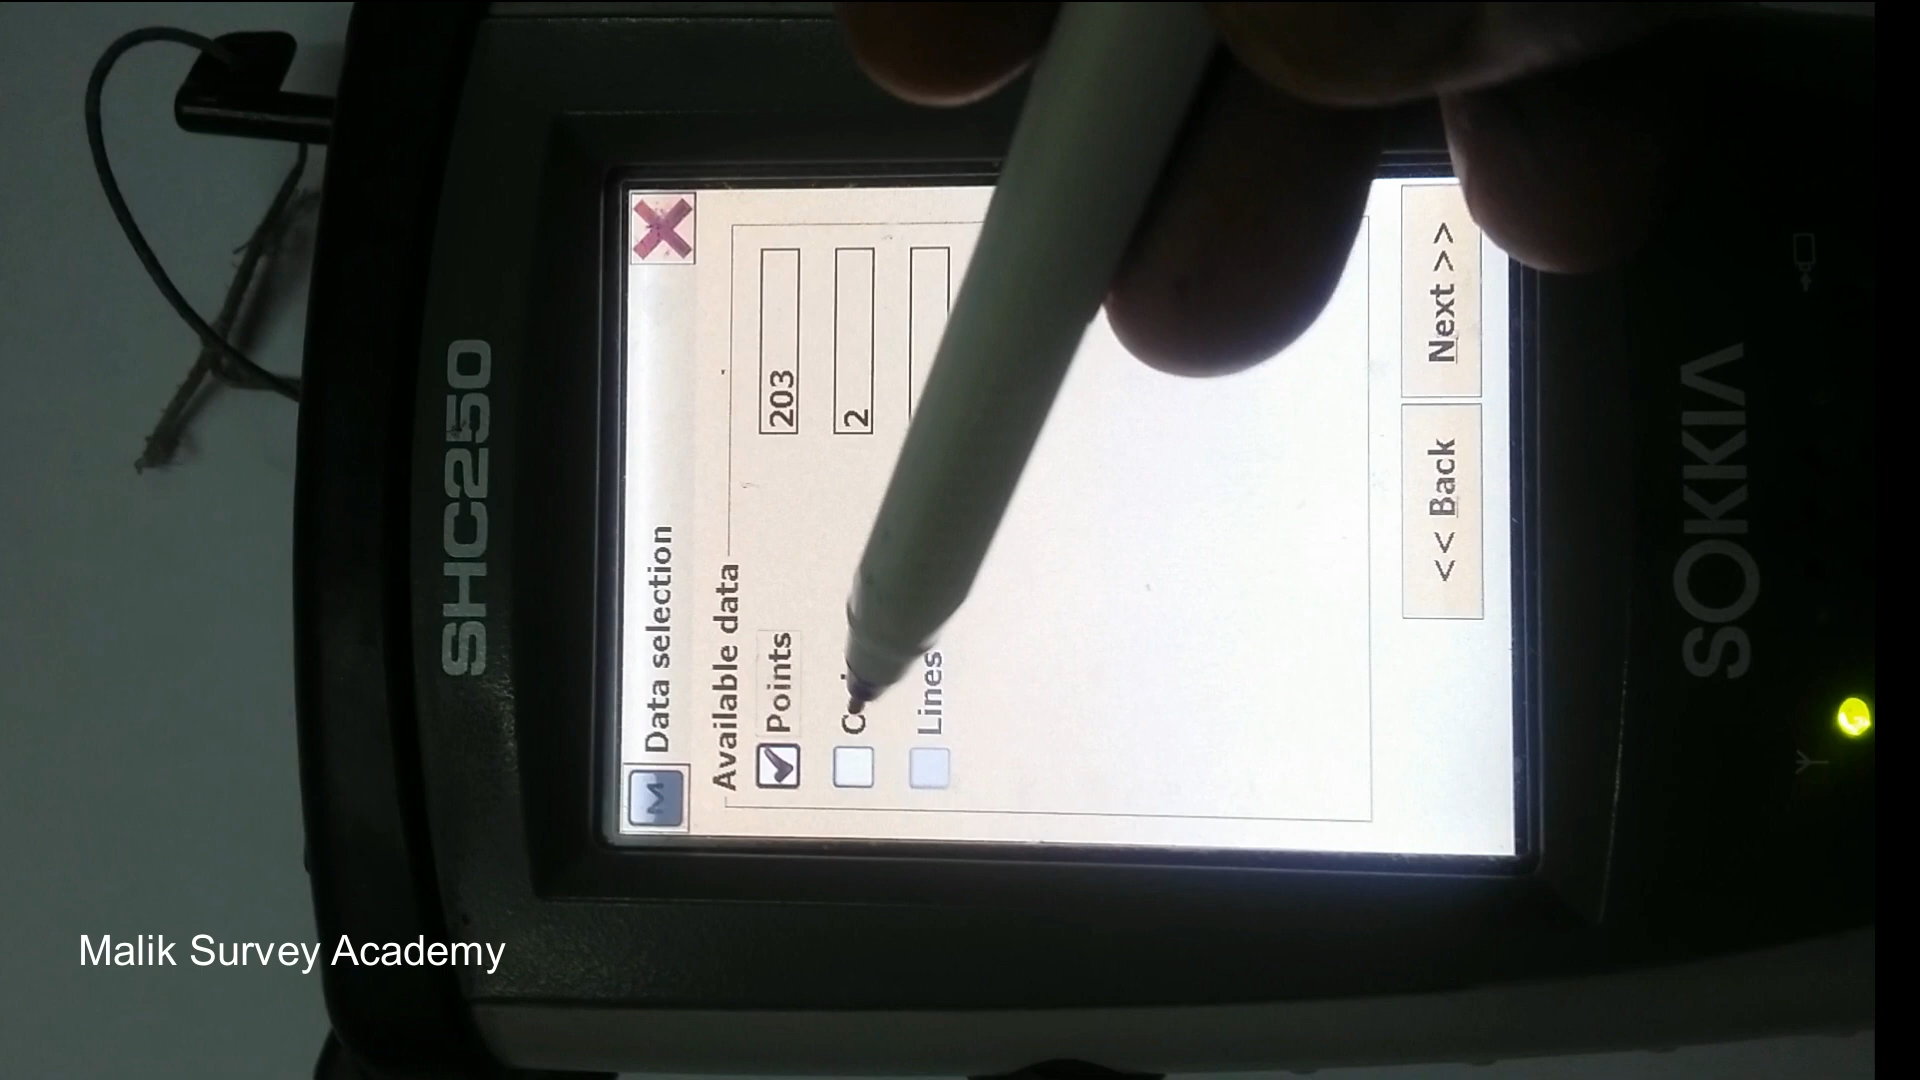 SHC250
M Data selection
Available data
Points 203
2
Lines
<< Back Next >>
SOKKIA
Malik Survey Academy